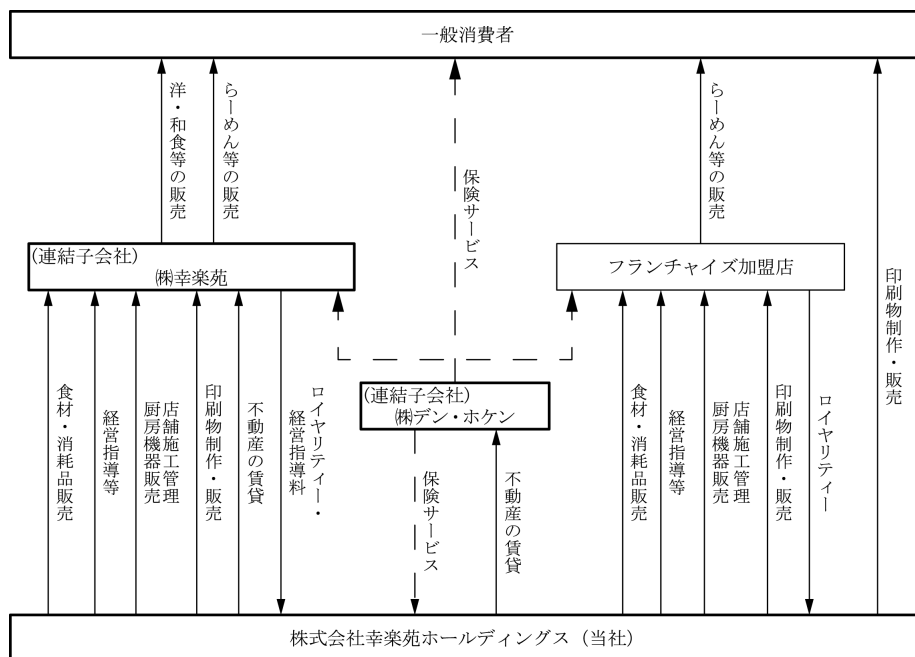 一般消費者
洋・和食等の販売
らーめん等の販売
保険サービス
らーめん等の販売
印刷物制作・販売
(連結子会社)
㈱幸楽苑
フランチャイズ加盟店
(連結子会社)
㈱デン・ホケン
食材・消耗品販売
経営指導等
店舗施工管理
厨房機器販売
印刷物制作・販売
不動産の賃貸
ロイヤリティー・
経営指導料
保険サービス
不動産の賃貸
食材・消耗品販売
経営指導等
店舗施工管理
厨房機器販売
印刷物制作・販売
ロイヤリティー
株式会社幸楽苑ホールディングス（当社）